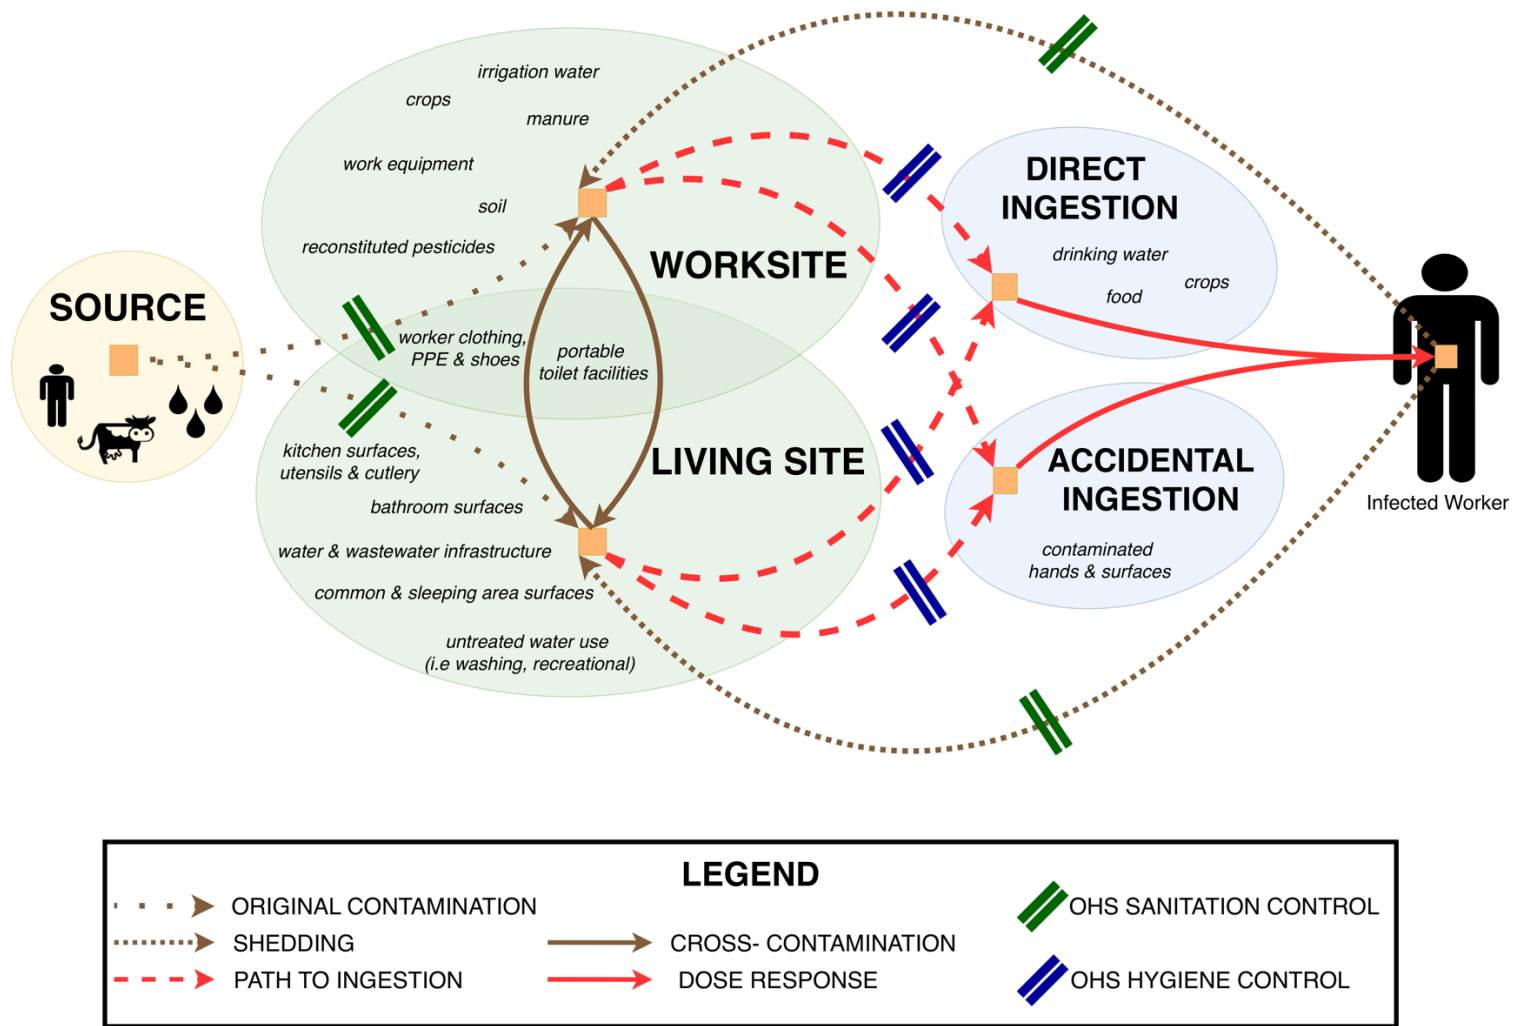 irrigation water
crops
manure
work equipment
soil
reconstituted pesticides
WORKSITE
SOURCE
worker clothing,
PPE & shoes
portable
toilet facilities
kitchen surfaces,
utensils & cutlery
LIVING SITE
bathroom surfaces
water & wastewater infrastructure
common & sleeping area surfaces
untreated water use
(i.e washing, recreational)
DIRECT
INGESTION
drinking water
crops
food
ACCIDENTAL
INGESTION
contaminated
hands & surfaces
Infected Worker
LEGEND
ORIGINAL CONTAMINATION
SHEDDING
PATH TO INGESTION
CROSS- CONTAMINATION
DOSE RESPONSE
OHS SANITATION CONTROL
OHS HYGIENE CONTROL